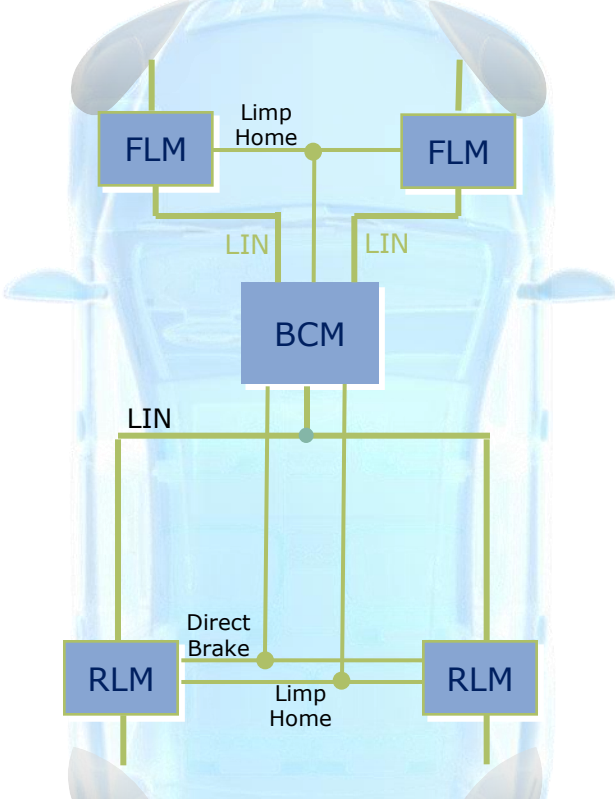 Limp
Home
FLM
FLM
LIN
LIN
BCM
LIN
Direct
Brake
RLM
RLM
Limp
Home